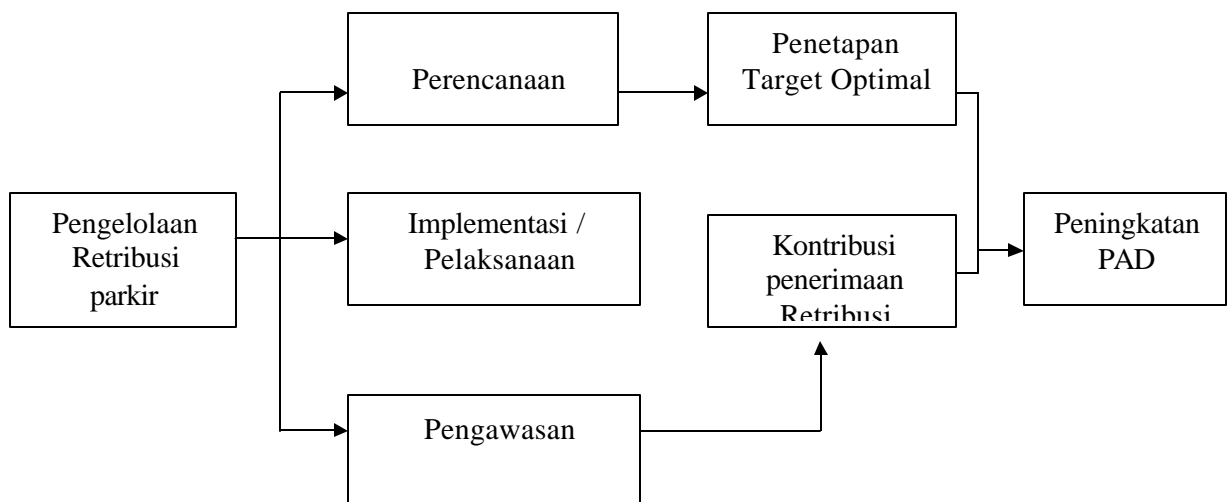 Perencanaan
Penetapan
Target Optimal
Pengelolaan
Retribusi
parkir
Implementasi /
Pelaksanaan
Kontribusi
penerimaan
Retribusi
Peningkatan
PAD
Pengawasan